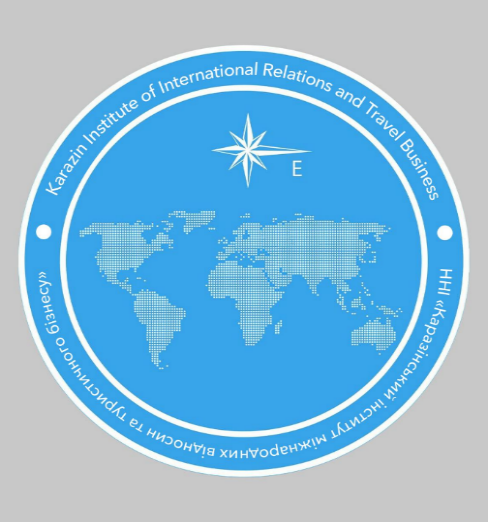 Karazin Institute of International Relations and Travel Business
E
ННІ «Каразінський інститут міжнародних відносин та туристичного бізнесу»